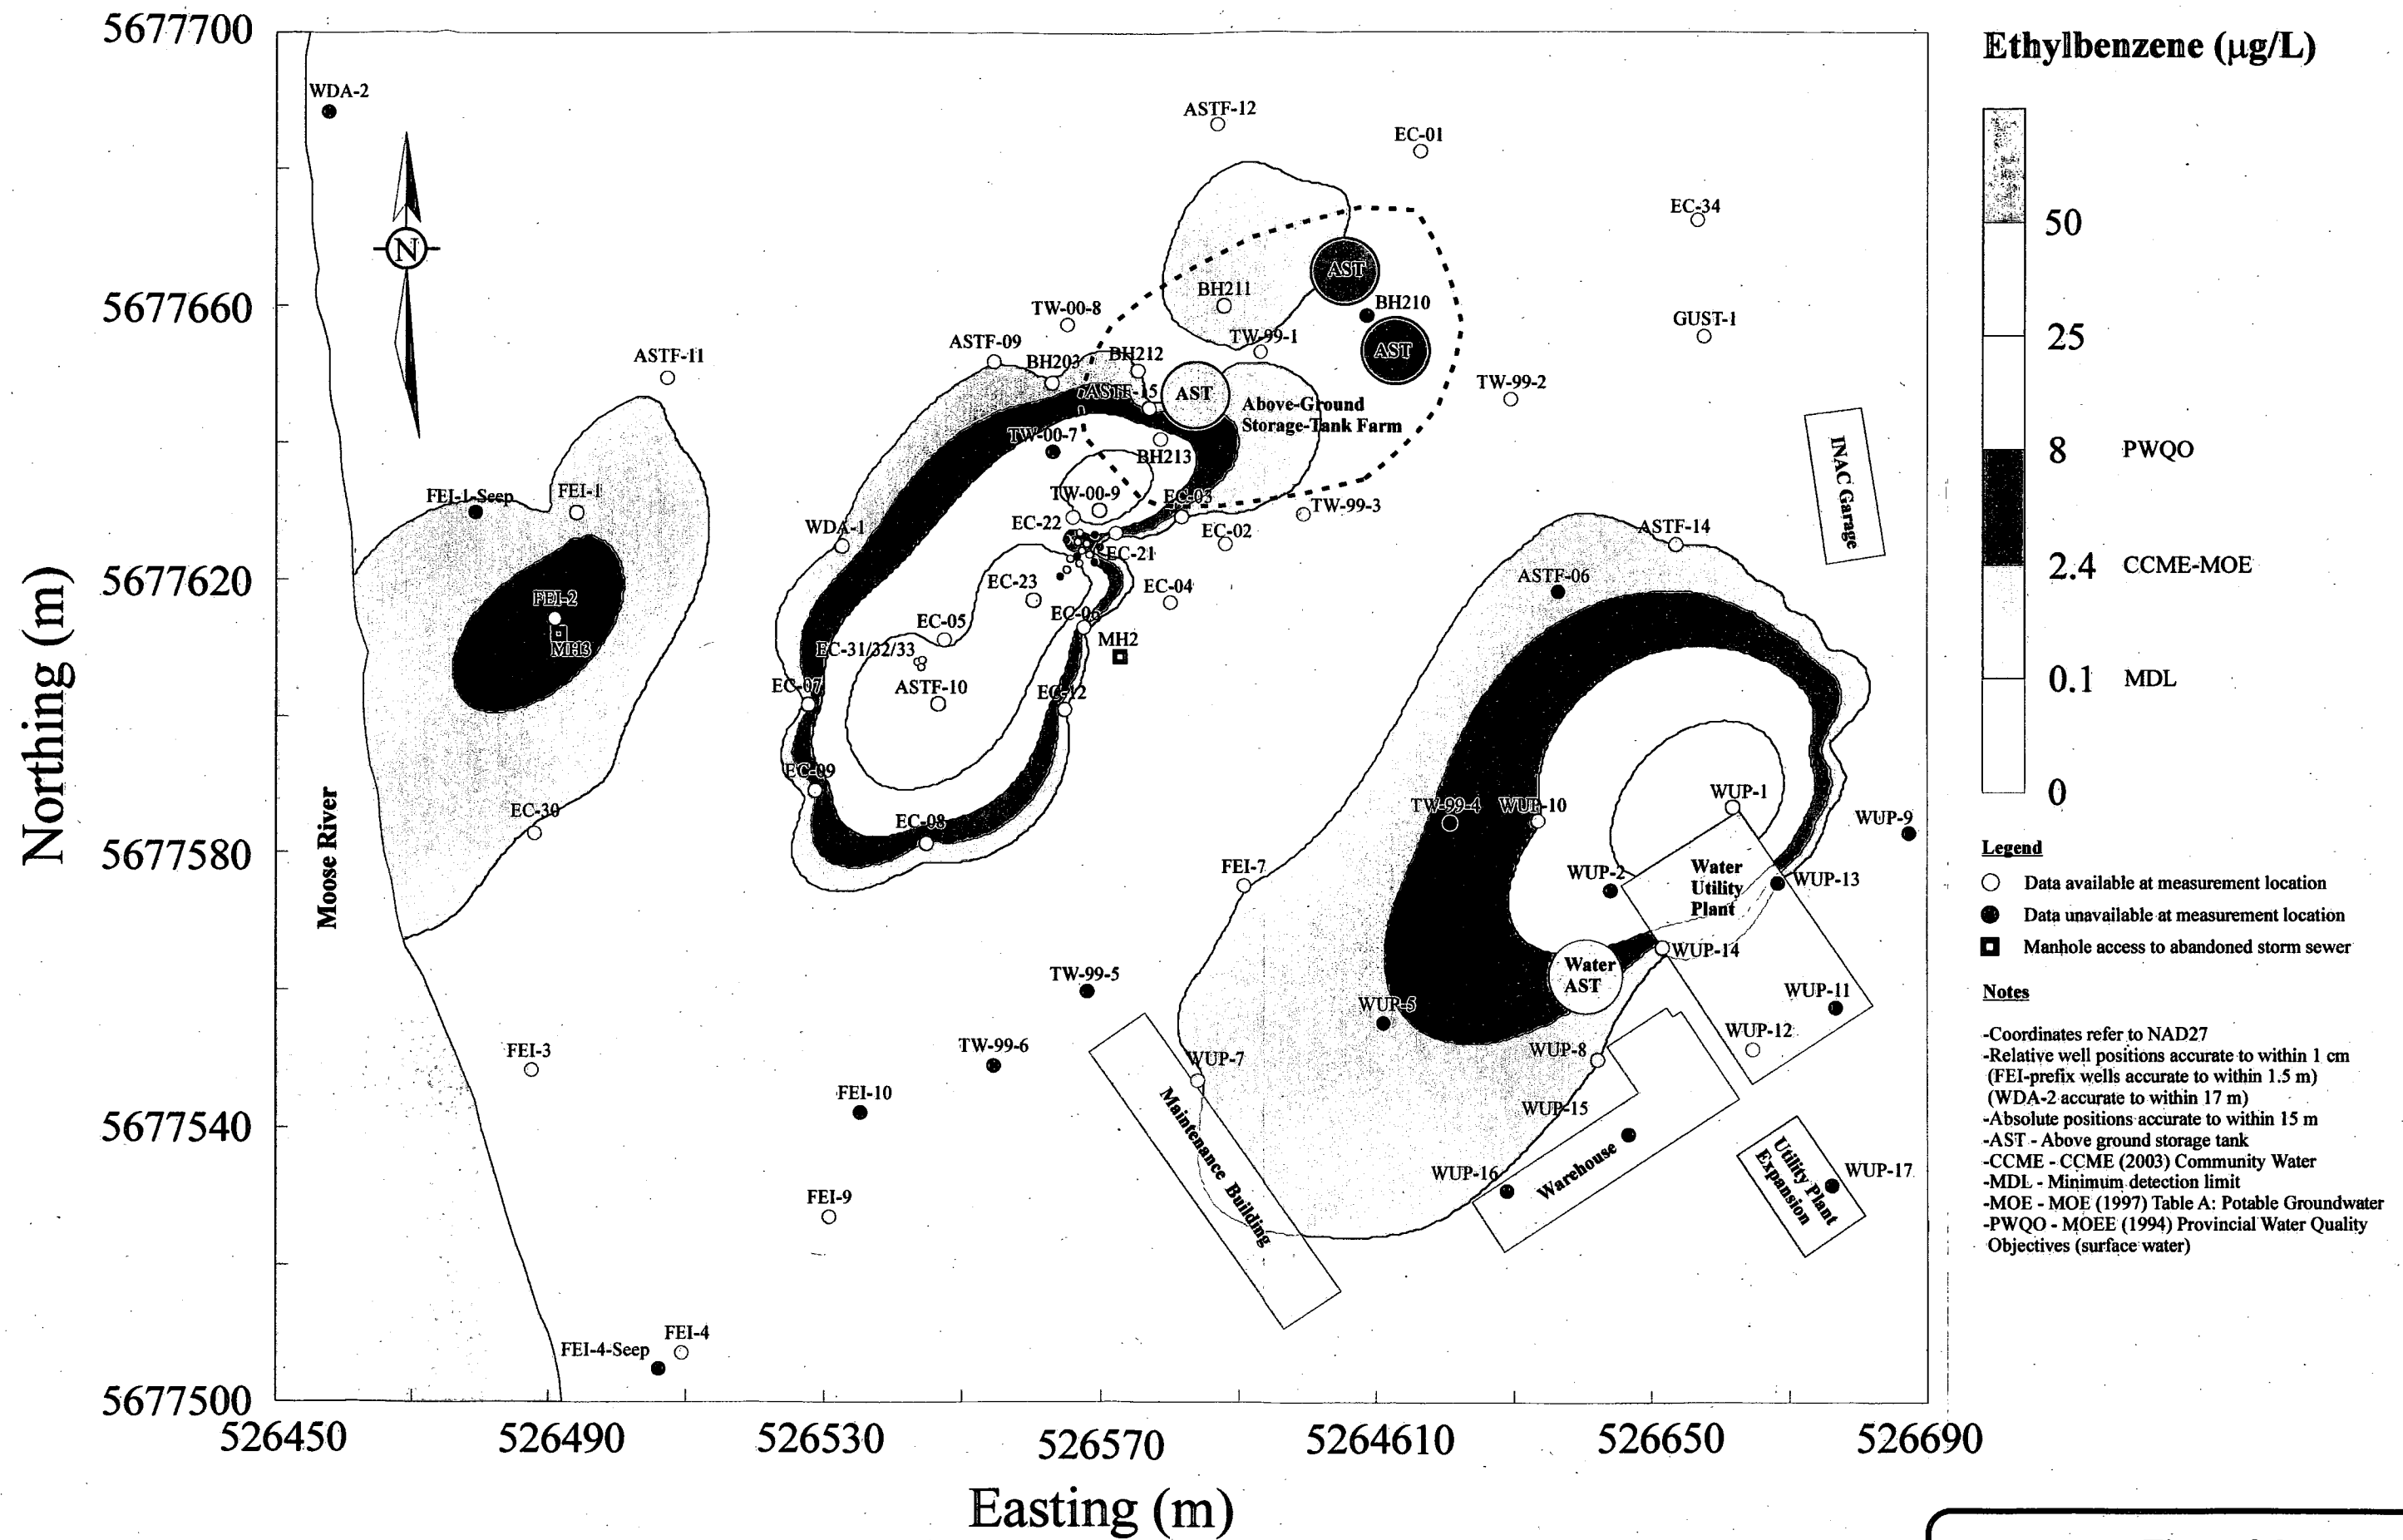 5677700
5677660
5677620
5677580
5677540
5677500
Northing (m)
526450
526490
526530
526570
5264610
526650
526690
Easting (m)
N
Moose River
WDA-2
ASTF-12
EC-01
EC-34
GUST-1
AST
BH211
BH210
TW-00-8
TW-99-1
AST
ASTF-09
ASTF-11
BH203
BH212
TW-99-2
ASTF-15
AST
Above-Ground
Storage-Tank Farm
TW-00-7
BH213
INAC Garage
FEI-1-Seep
FEI-1
TW-00-9
EC-03
TW-99-3
WDA-1
EC-22
EC-02
ASTF-14
EC-21
EC-23
EC-04
ASTF-06
FEI-2
MH3
EC-05
EC-06
MH2
EC-31/32/33
EC-07
ASTF-10
EC-12
EC-09
EC-30
EC-08
TW-99-4
WUP-10
WUP-1
WUP-9
FEI-7
WUP-2
Water
Utility
Plant
WUP-13
WUP-14
TW-99-5
Water
AST
WUP-5
WUP-11
WUP-12
FEI-3
TW-99-6
WUP-7
WUP-8
FEI-10
WUP-15
Maintenance Building
WUP-16
Warehouse
Utility Plant
Expansion
WUP-17
FEI-9
FEI-4-Seep
FEI-4
Ethylbenzene (µg/L)
50
25
8 PWQO
2.4 CCME-MOE
0.1 MDL
0
Legend
Data available at measurement location
Data unavailable at measurement location
Manhole access to abandoned storm sewer
Notes
-Coordinates refer to NAD27
-Relative well positions accurate to within 1 cm
(FEI-prefix wells accurate to within 1.5 m)
(WDA-2 accurate to within 17 m)
-Absolute positions accurate to within 15 m
-AST - Above ground storage tank
-CCME - CCME (2003) Community Water
-MDL - Minimum detection limit
-MOE - MOE (1997) Table A: Potable Groundwater
-PWQO - MOEE (1994) Provincial Water Quality
Objectives (surface water)